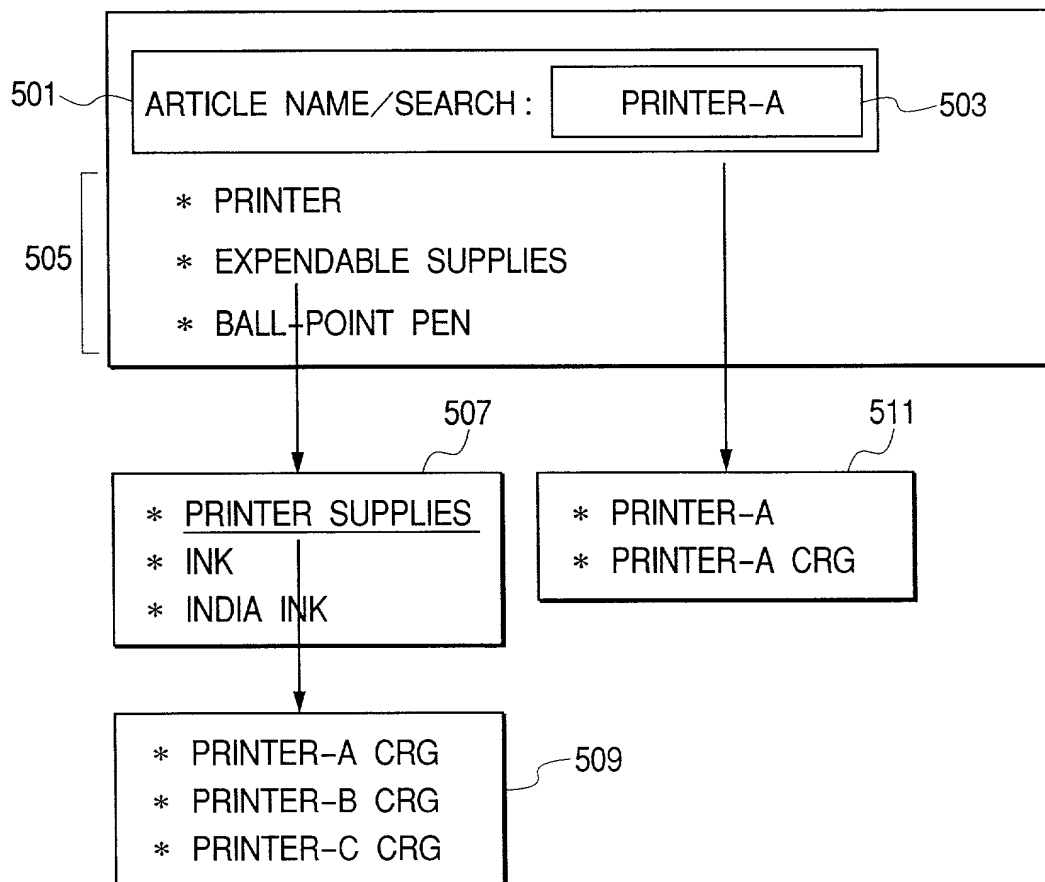 501 ARTICLE NAME/SEARCH: PRINTER-A 503
505
* PRINTER
* EXPENDABLE SUPPLIES
* BALL-POINT PEN
507
* PRINTER SUPPLIES
* INK
* INDIA INK
511
* PRINTER-A
* PRINTER-A CRG
509
* PRINTER-A CRG
* PRINTER-B CRG
* PRINTER-C CRG